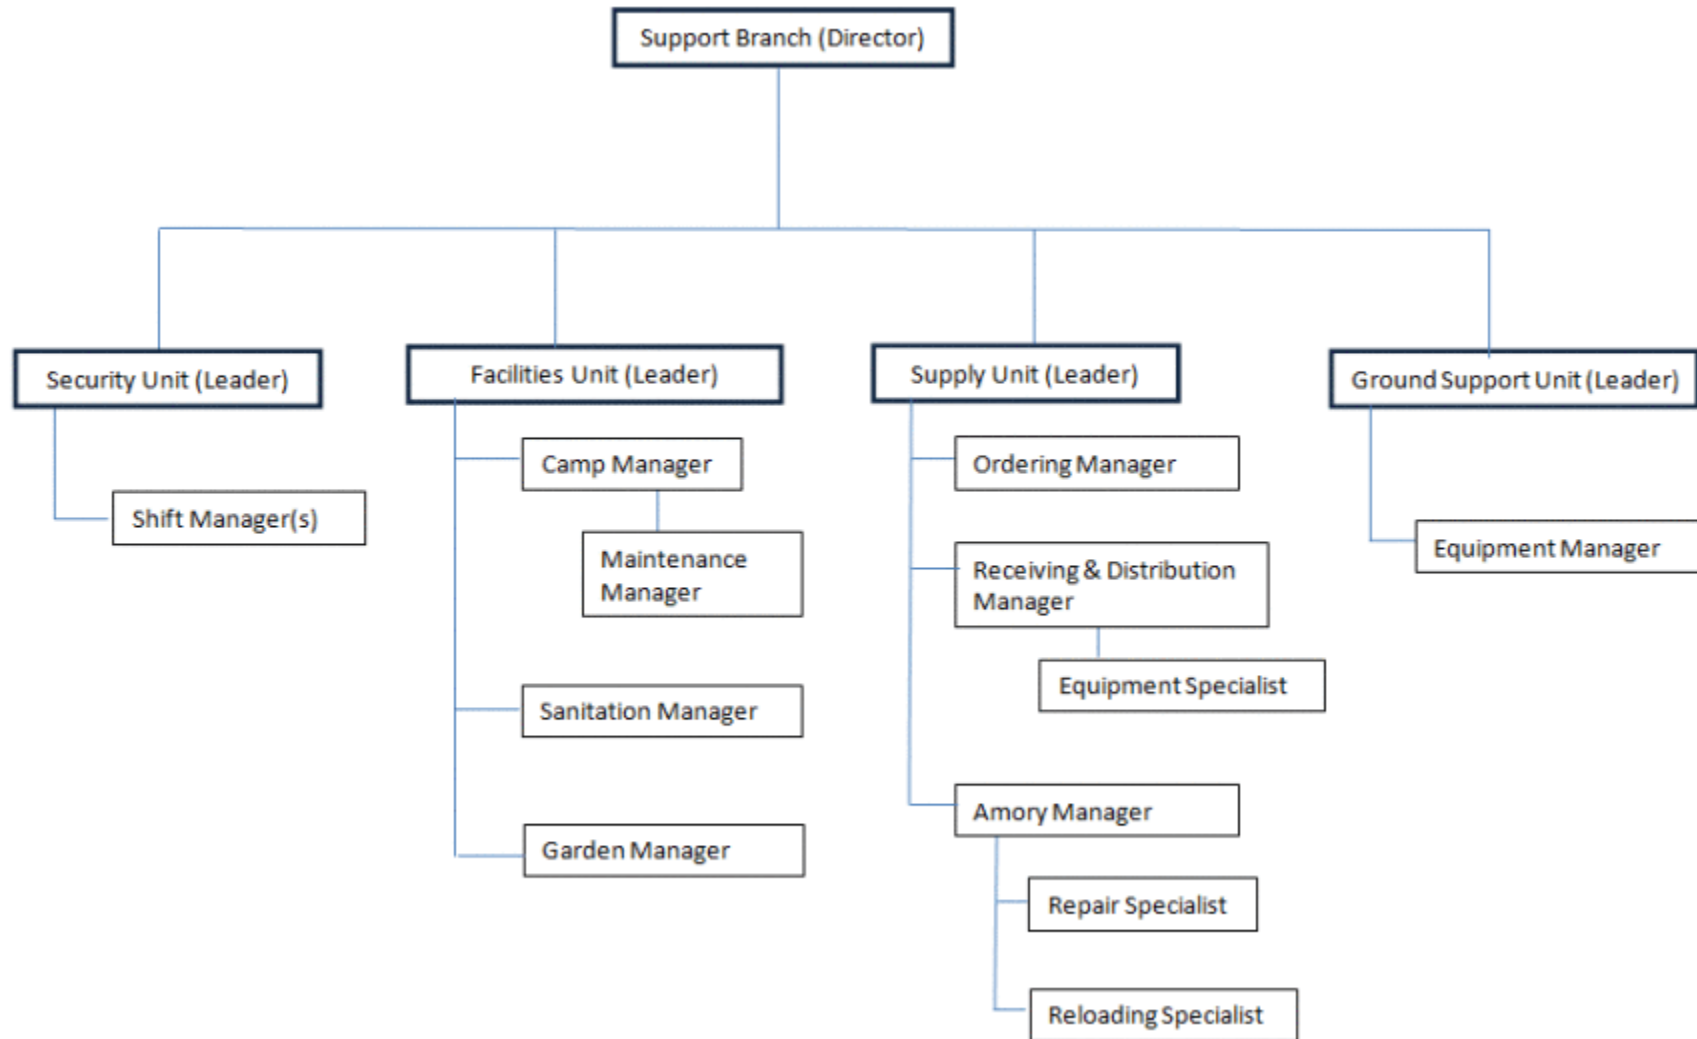 Support Branch (Director)
Security Unit (Leader)
Shift Manager(s)
Facilities Unit (Leader)
Camp Manager
Maintenance
Manager
Sanitation Manager
Garden Manager
Supply Unit (Leader)
Ordering Manager
Receiving & Distribution
Manager
Equipment Specialist
Amory Manager
Repair Specialist
Reloading Specialist
Ground Support Unit (Leader)
Equipment Manager